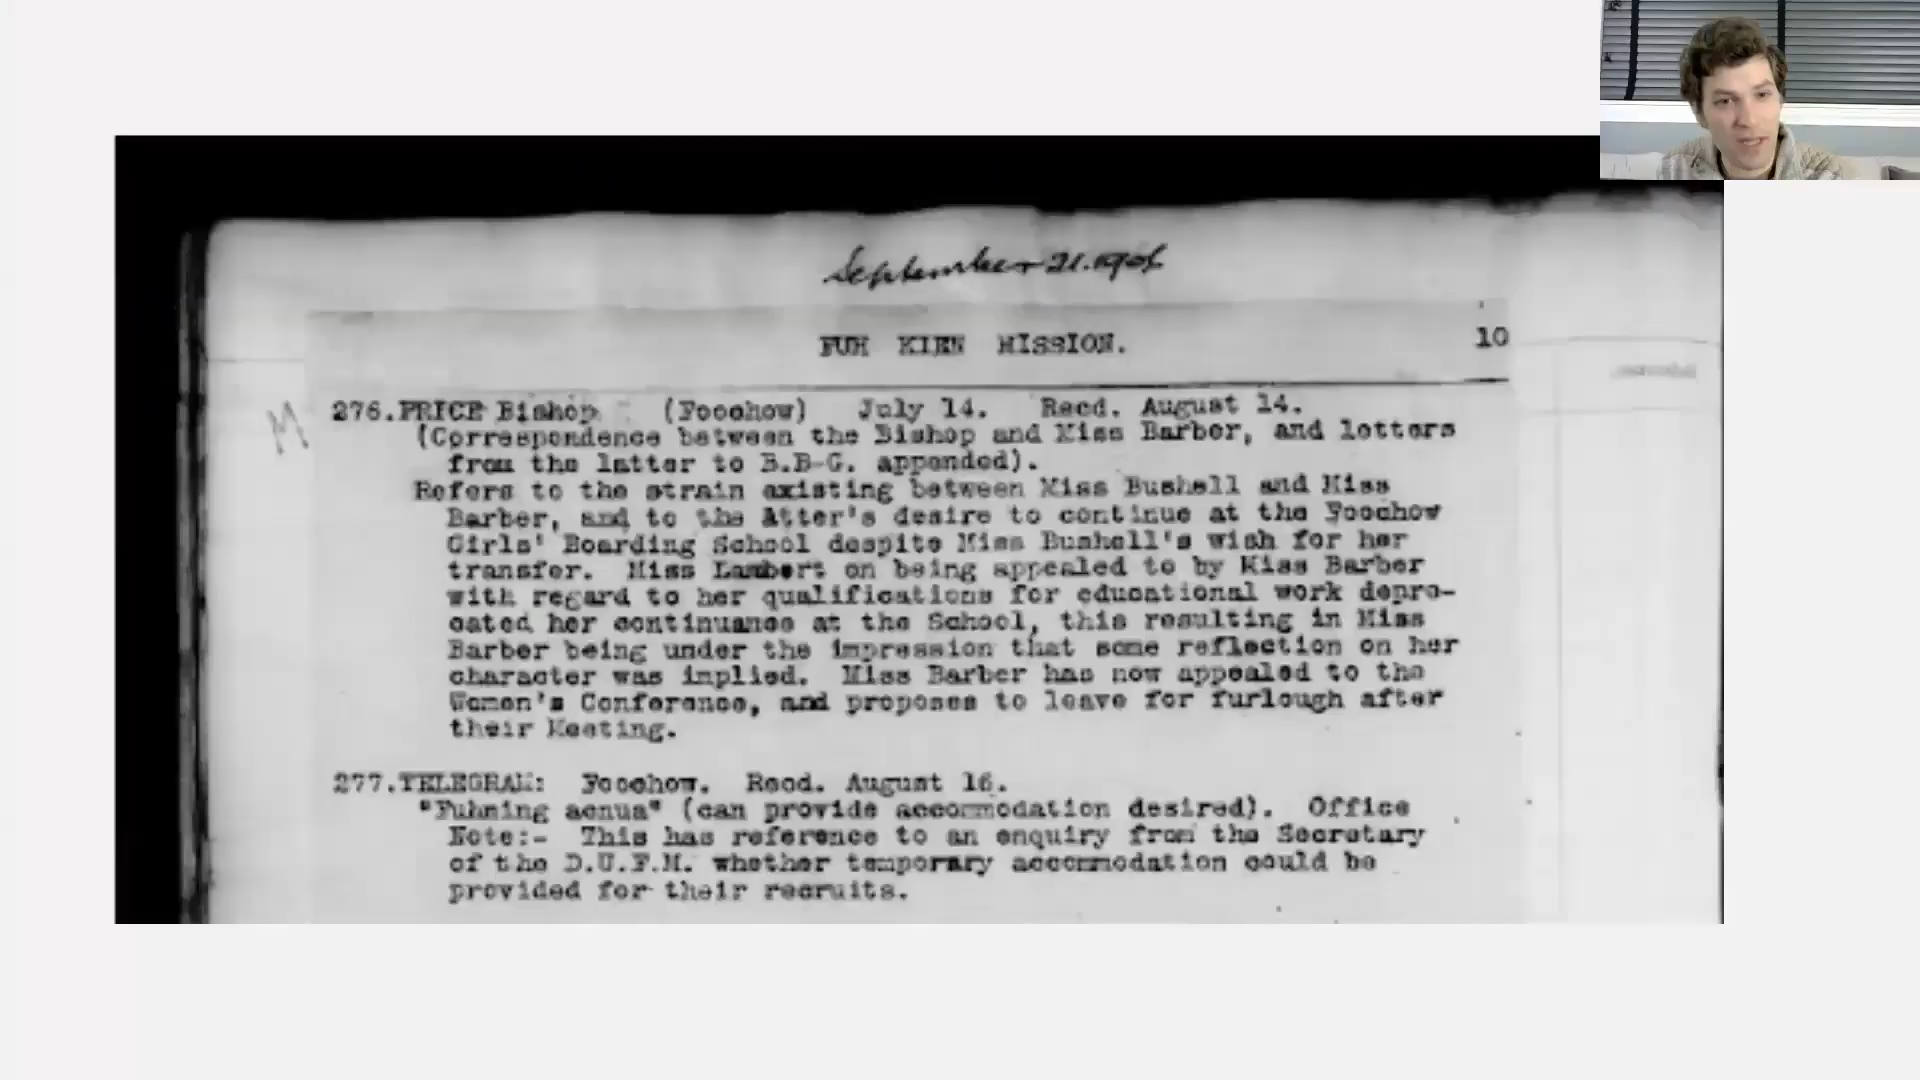 September 21. 1906
FUH KIEN MISSION.
10
M
276.PRICE Bishop (Foochow) July 14. Recd. August 14.
(Correspondence between the Bishop and Miss Barber, and letters
from the latter to B.B-G. appended).
Refers to the strain existing between Miss Bushell and Miss
Barber, and to the latter's desire to continue at the Foochow
Girls' Boarding School despite Miss Bushell's wish for her
transfer. Miss Lambert on being appealed to by Miss Barber
with regard to her qualifications for educational work depre-
cated her continuance at the School, this resulting in Miss
Barber being under the impression that some reflection on her
character was implied. Miss Barber has now appealed to the
Women's Conference, and proposes to leave for furlough after
their Meeting.
277.TELEGRAM: Foochow. Recd. August 16.
"Fuhning acnua" (can provide accommodation desired). Office
Note:- This has reference to an enquiry from the Secretary
of the D.U.F.M. whether temporary accommodation could be
provided for their recruits.